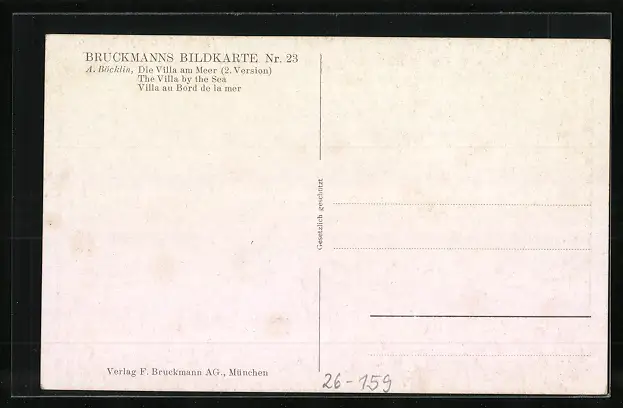 BRUCKMANNS BILDKARTE Nr. 23
A. Böcklin, Die Villa am Meer (2. Version)
The Villa by the Sea
Villa au Bord de la mer
Gesetzlich geschützt
Verlag F. Bruckmann AG., München
26-159